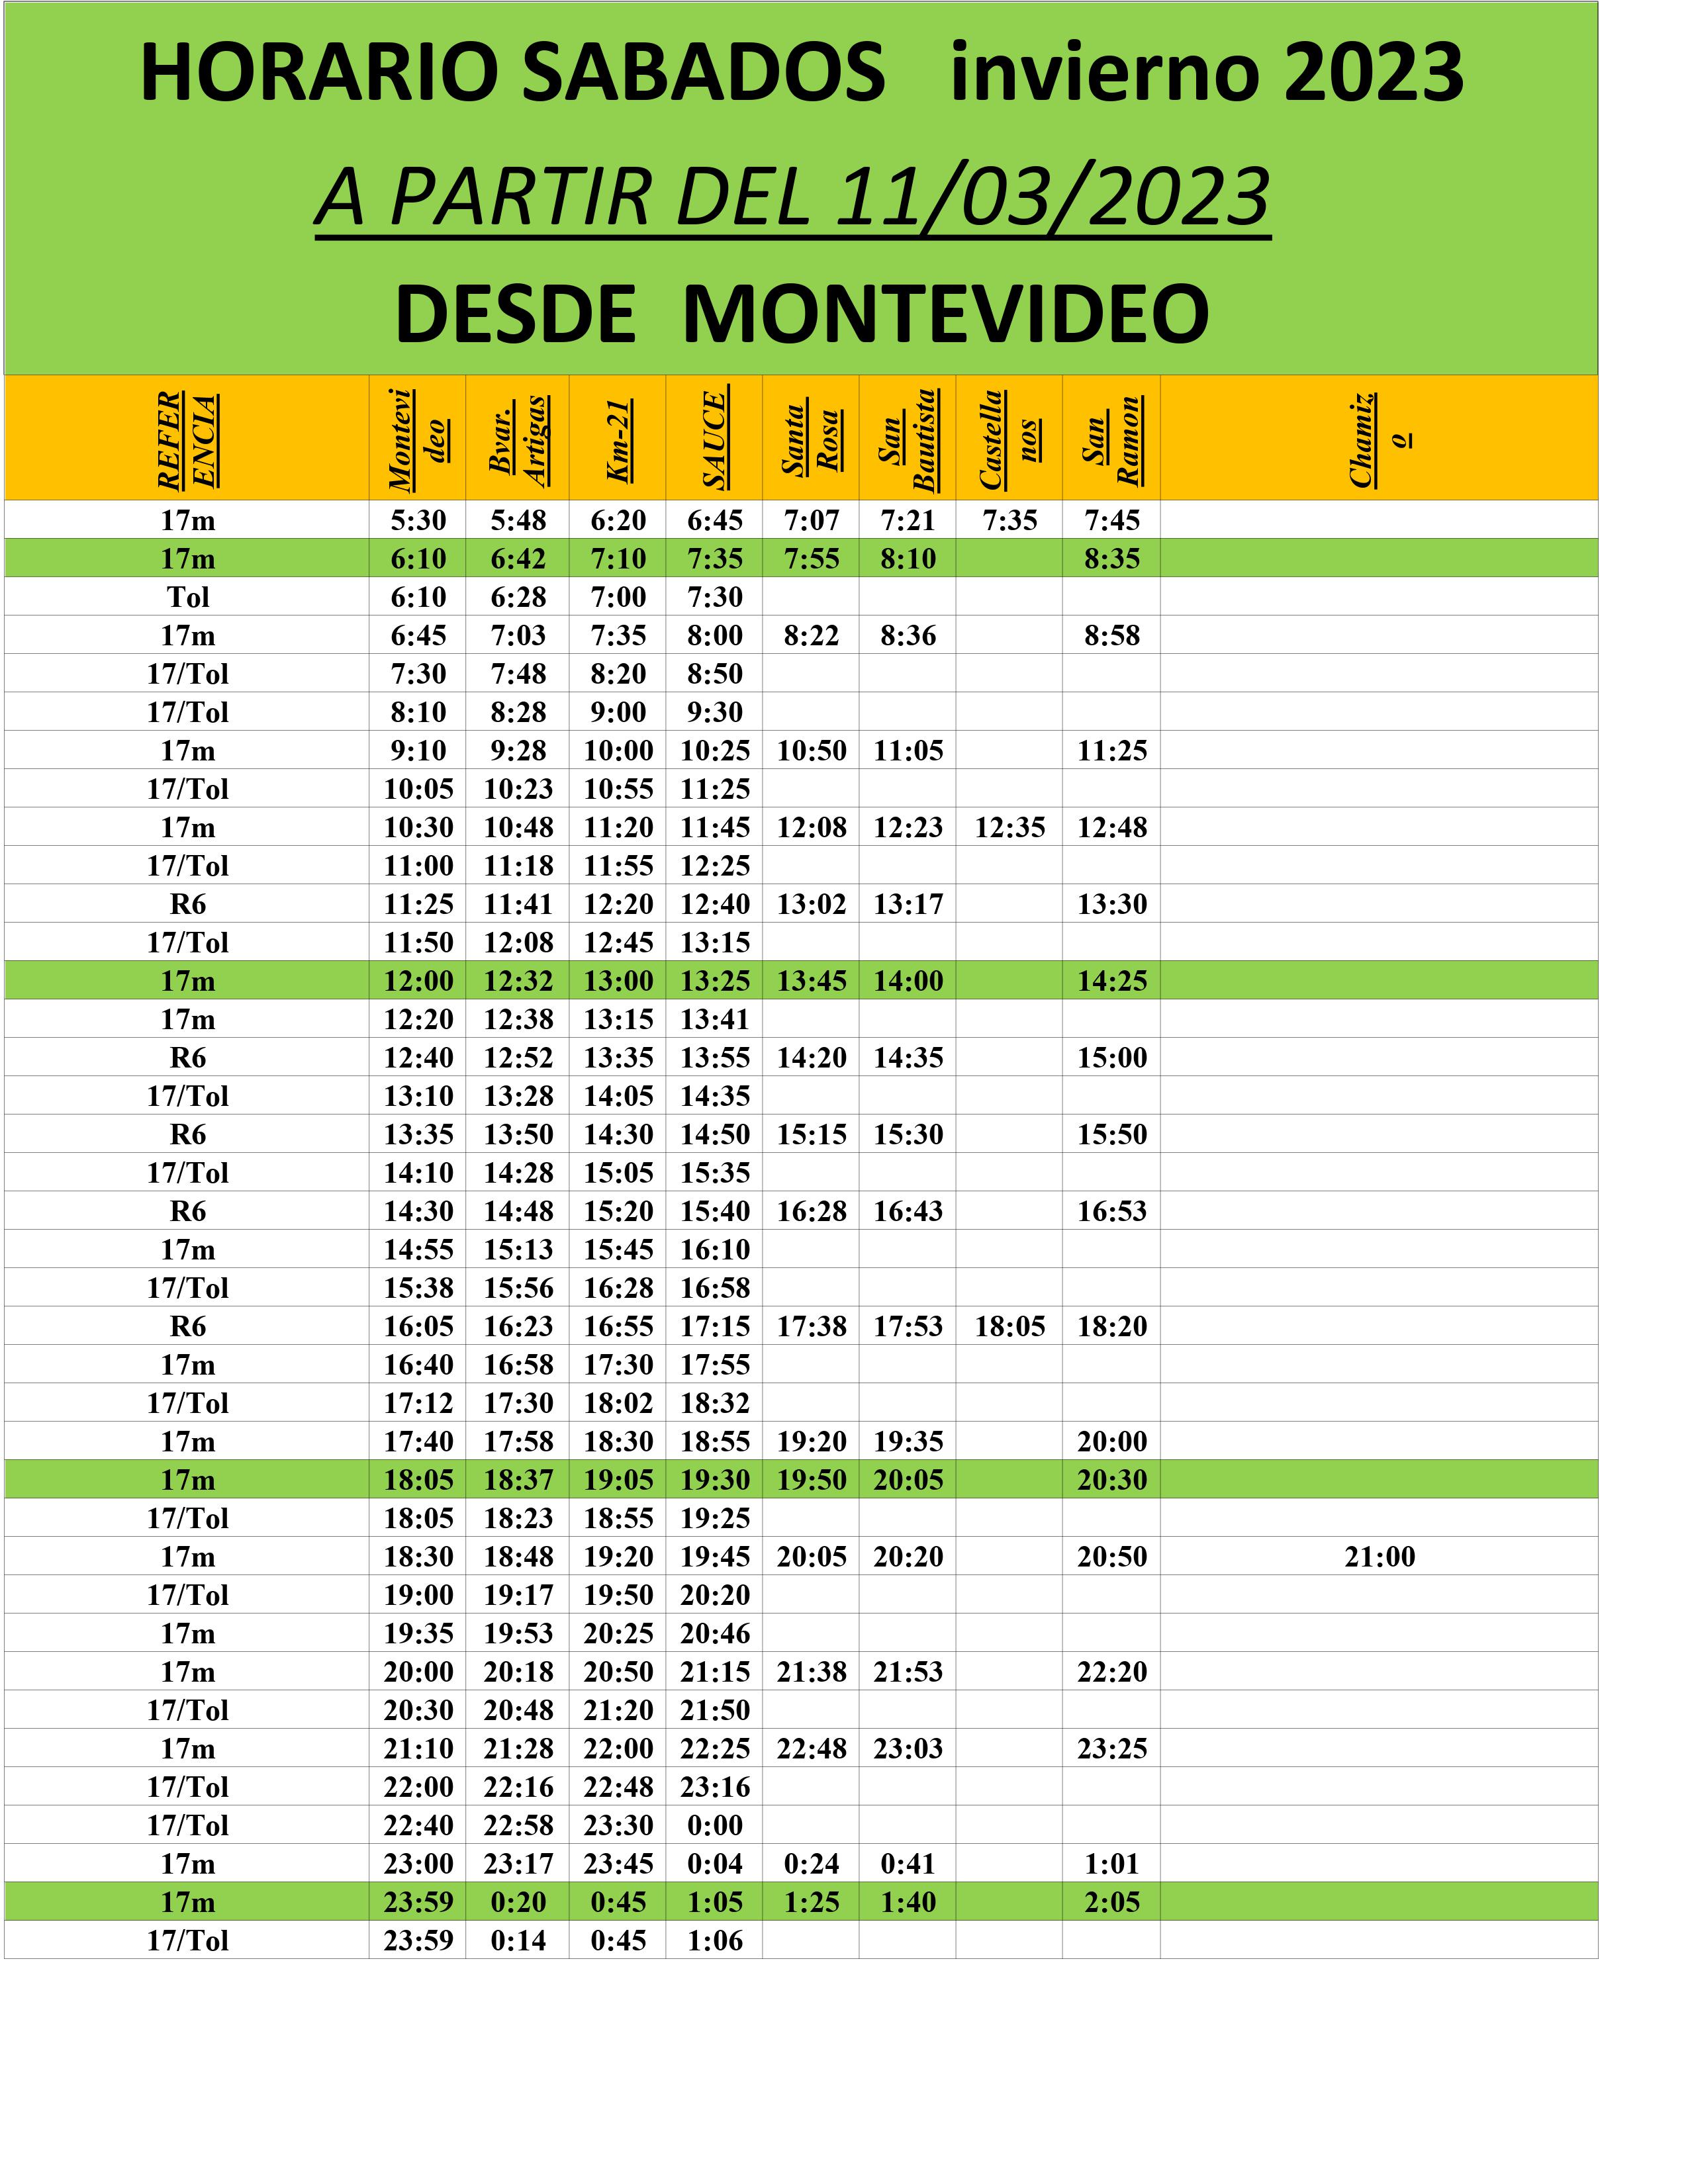 HORARIO SABADOS invierno 2023
A PARTIR DEL 11/03/2023
DESDE MONTEVIDEO
REFERENCIA Montevideo Bvar. Artigas Km-21 SAUCE Santa Rosa San Bautista Castellanos San Ramon Chamizo
17m 5:30 5:48 6:20 6:45 7:07 7:21 7:35 7:45
17m 6:10 6:42 7:10 7:35 7:55 8:10 8:35
Tol 6:10 6:28 7:00 7:30
17m 6:45 7:03 7:35 8:00 8:22 8:36 8:58
17/Tol 7:30 7:48 8:20 8:50
17/Tol 8:10 8:28 9:00 9:30
17m 9:10 9:28 10:00 10:25 10:50 11:05 11:25
17/Tol 10:05 10:23 10:55 11:25
17m 10:30 10:48 11:20 11:45 12:08 12:23 12:35 12:48
17/Tol 11:00 11:18 11:55 12:25
R6 11:25 11:41 12:20 12:40 13:02 13:17 13:30
17/Tol 11:50 12:08 12:45 13:15
17m 12:00 12:32 13:00 13:25 13:45 14:00 14:25
17m 12:20 12:38 13:15 13:41
R6 12:40 12:52 13:35 13:55 14:20 14:35 15:00
17/Tol 13:10 13:28 14:05 14:35
R6 13:35 13:50 14:30 14:50 15:15 15:30 15:50
17/Tol 14:10 14:28 15:05 15:35
R6 14:30 14:48 15:20 15:40 16:28 16:43 16:53
17m 14:55 15:13 15:45 16:10
17/Tol 15:38 15:56 16:28 16:58
R6 16:05 16:23 16:55 17:15 17:38 17:53 18:05 18:20
17m 16:40 16:58 17:30 17:55
17/Tol 17:12 17:30 18:02 18:32
17m 17:40 17:58 18:30 18:55 19:20 19:35 20:00
17m 18:05 18:37 19:05 19:30 19:50 20:05 20:30
17/Tol 18:05 18:23 18:55 19:25
17m 18:30 18:48 19:20 19:45 20:05 20:20 20:50 21:00
17/Tol 19:00 19:17 19:50 20:20
17m 19:35 19:53 20:25 20:46
17m 20:00 20:18 20:50 21:15 21:38 21:53 22:20
17/Tol 20:30 20:48 21:20 21:50
17m 21:10 21:28 22:00 22:25 22:48 23:03 23:25
17/Tol 22:00 22:16 22:48 23:16
17/Tol 22:40 22:58 23:30 0:00
17m 23:00 23:17 23:45 0:04 0:24 0:41 1:01
17m 23:59 0:20 0:45 1:05 1:25 1:40 2:05
17/Tol 23:59 0:14 0:45 1:06